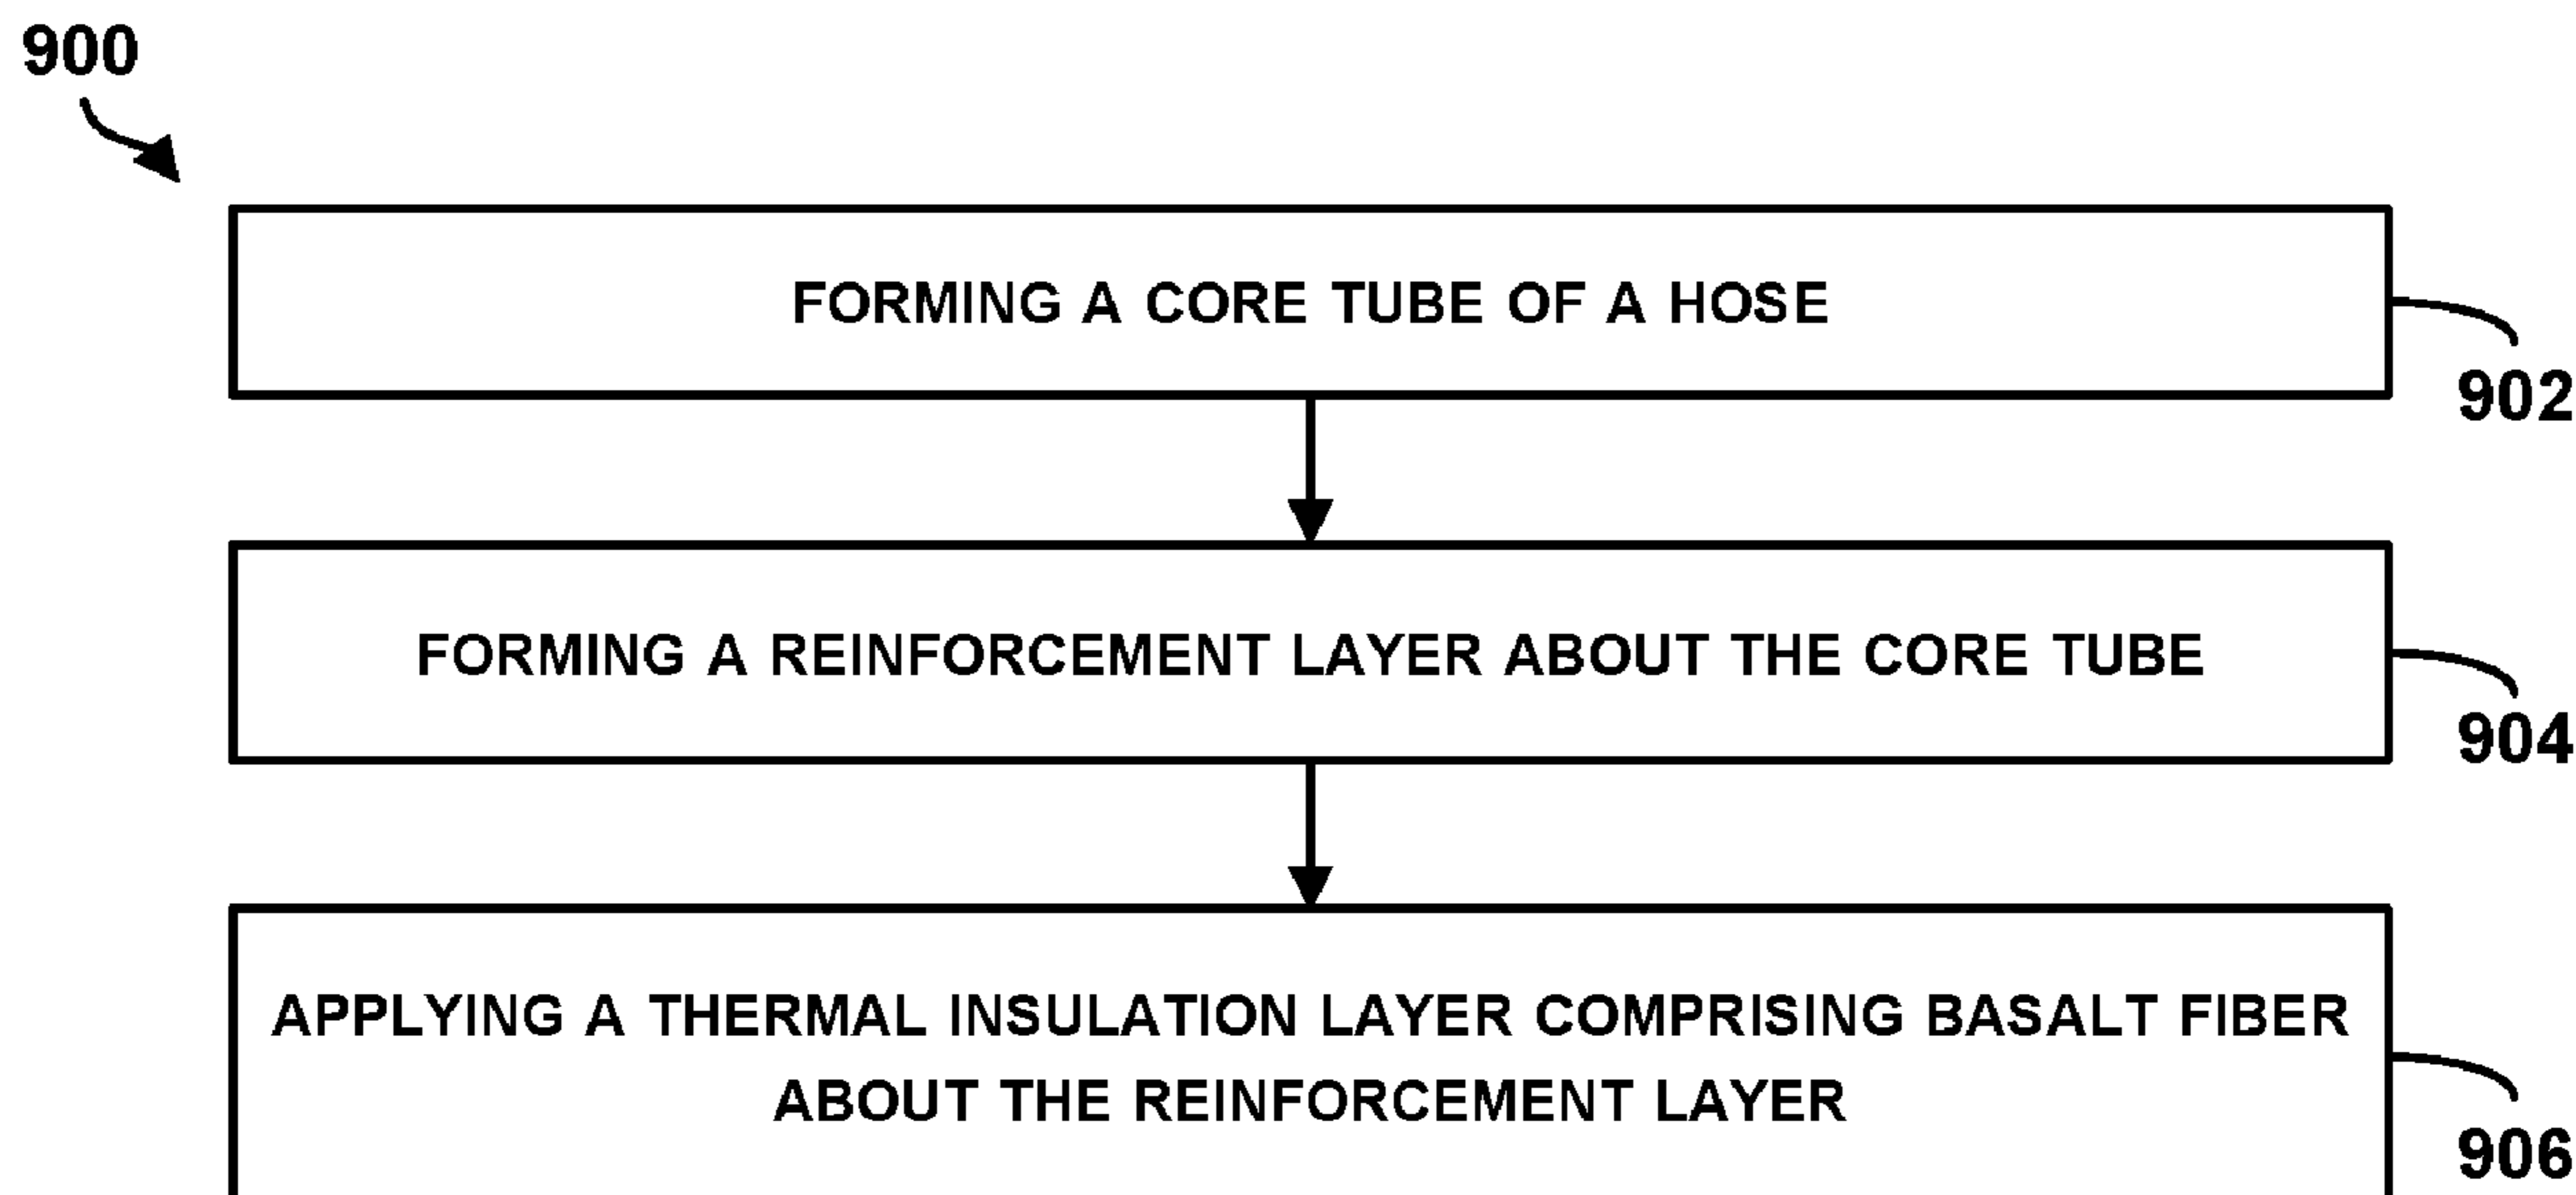 900
FORMING A CORE TUBE OF A HOSE
902
FORMING A REINFORCEMENT LAYER ABOUT THE CORE TUBE
904
APPLYING A THERMAL INSULATION LAYER COMPRISING BASALT FIBER
ABOUT THE REINFORCEMENT LAYER
906